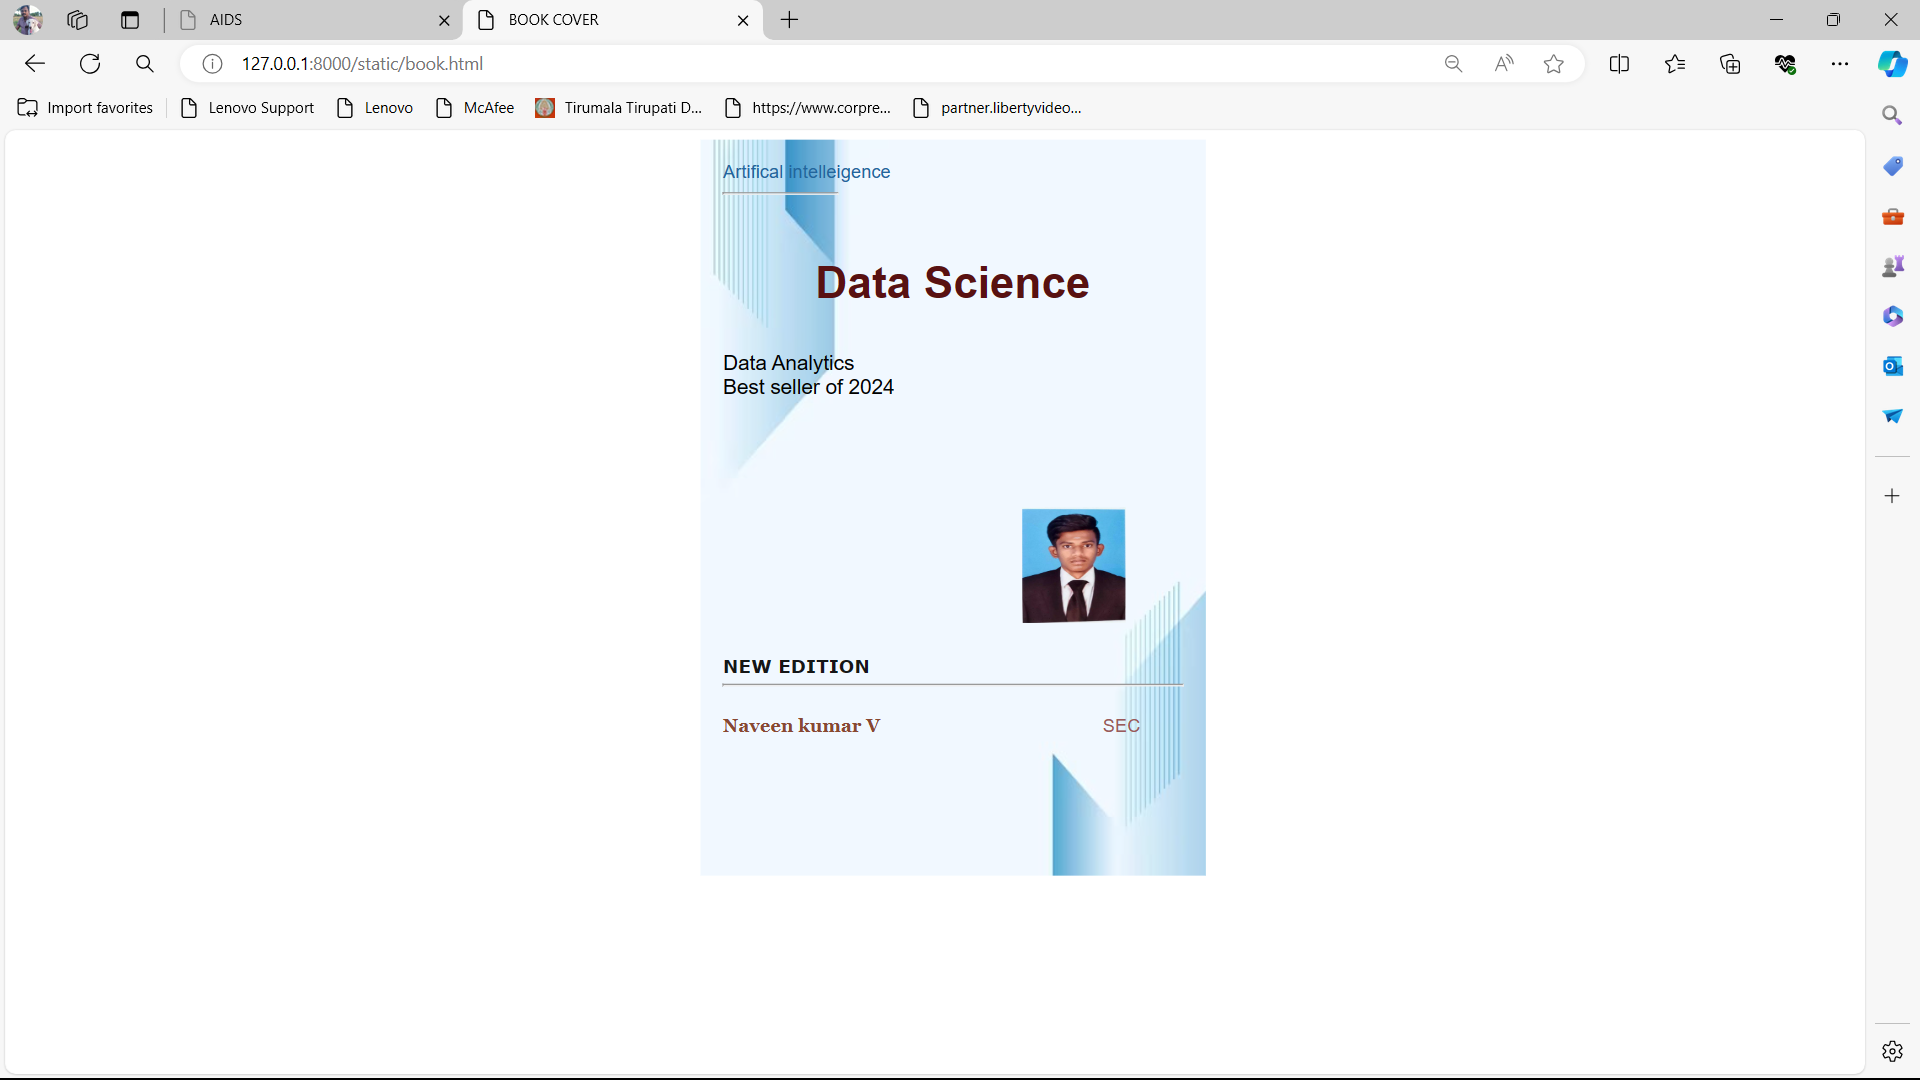 AIDS
BOOK COVER
127.0.0.1:8000/static/book.html
Import favorites
Lenovo Support
Lenovo
McAfee
Tirumala Tirupati D...
https://www.corpre...
partner.libertyvideo...
Artifical intelleigence
Data Science
Data Analytics
Best seller of 2024
NEW EDITION
Naveen kumar V
SEC